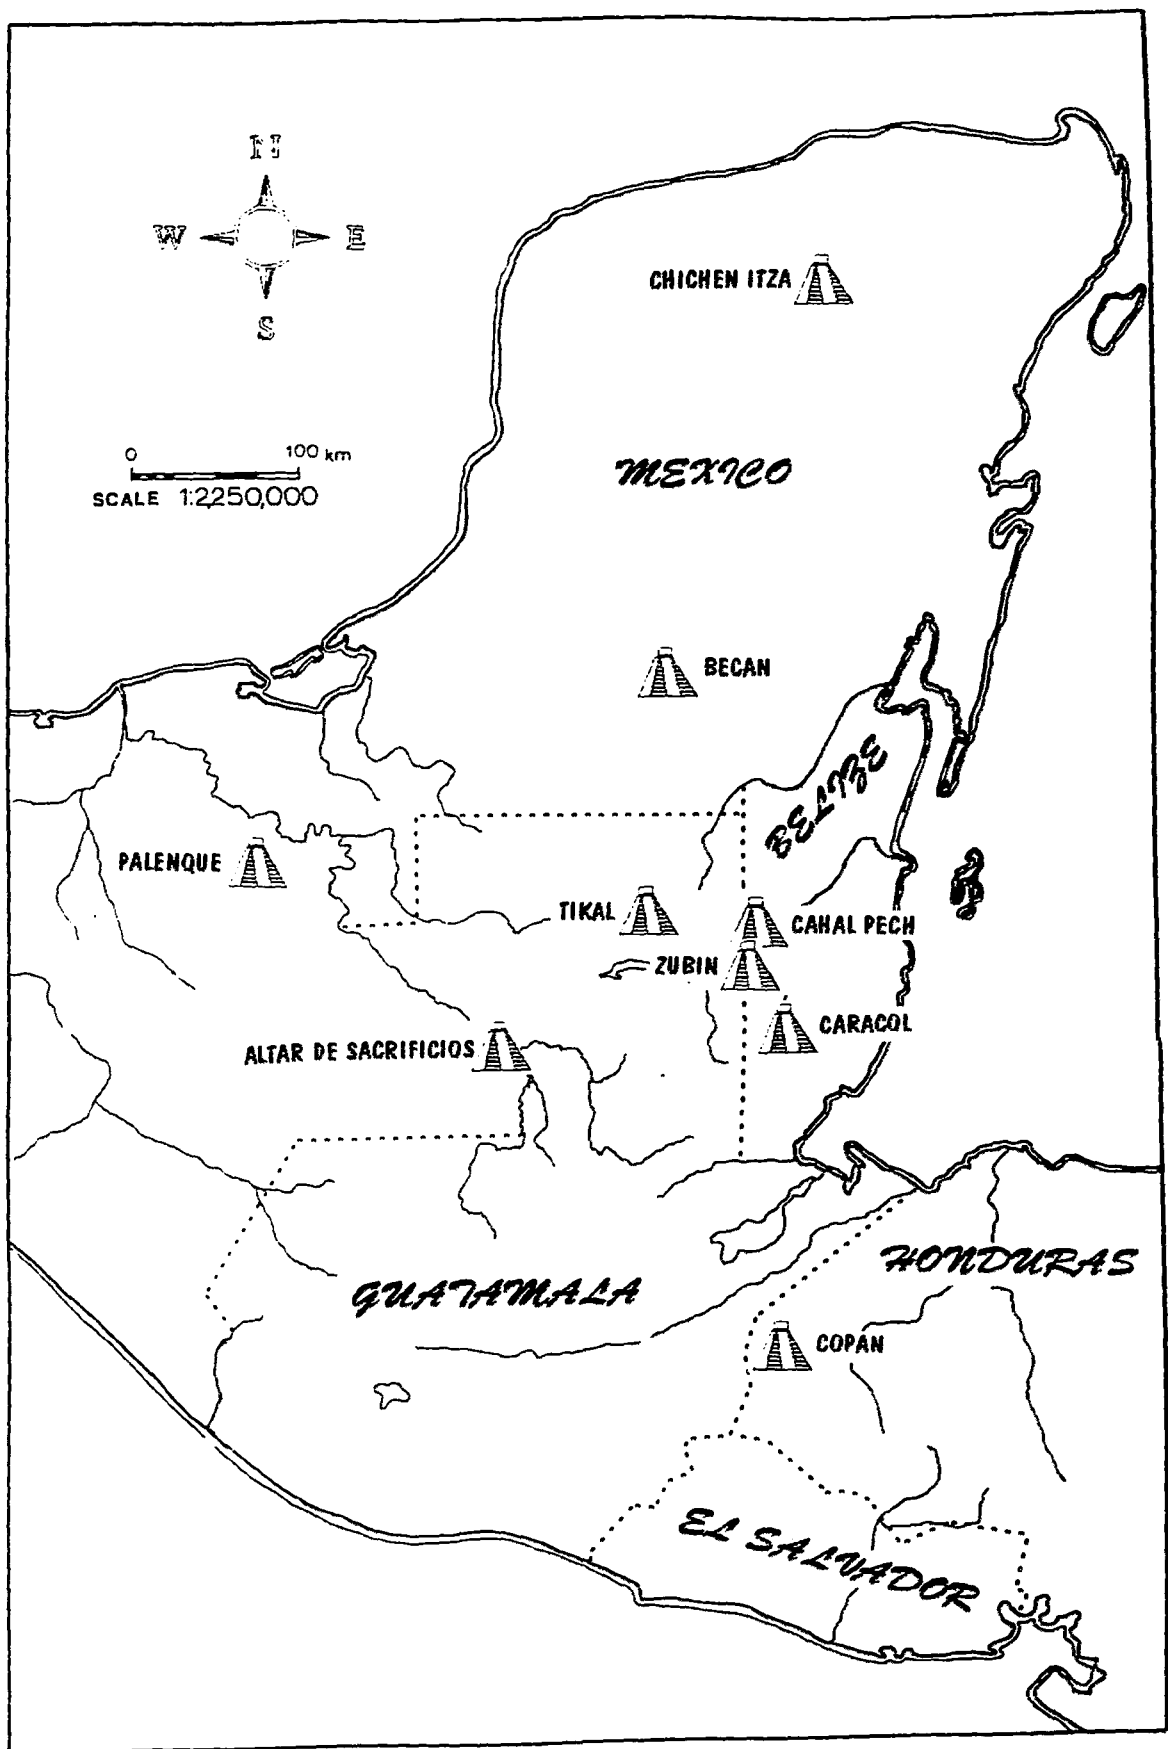 N
W E
S
CHICHEN ITZA
0 100 km
SCALE 1:2,250,000
MEXICO
BECAN
BELIZE
PALENQUE
TIKAL
CAHAL PECH
ZUBIN
CARACOL
ALTAR DE SACRIFICIOS
HONDURAS
GUATAMALA
COPAN
EL SALVADOR